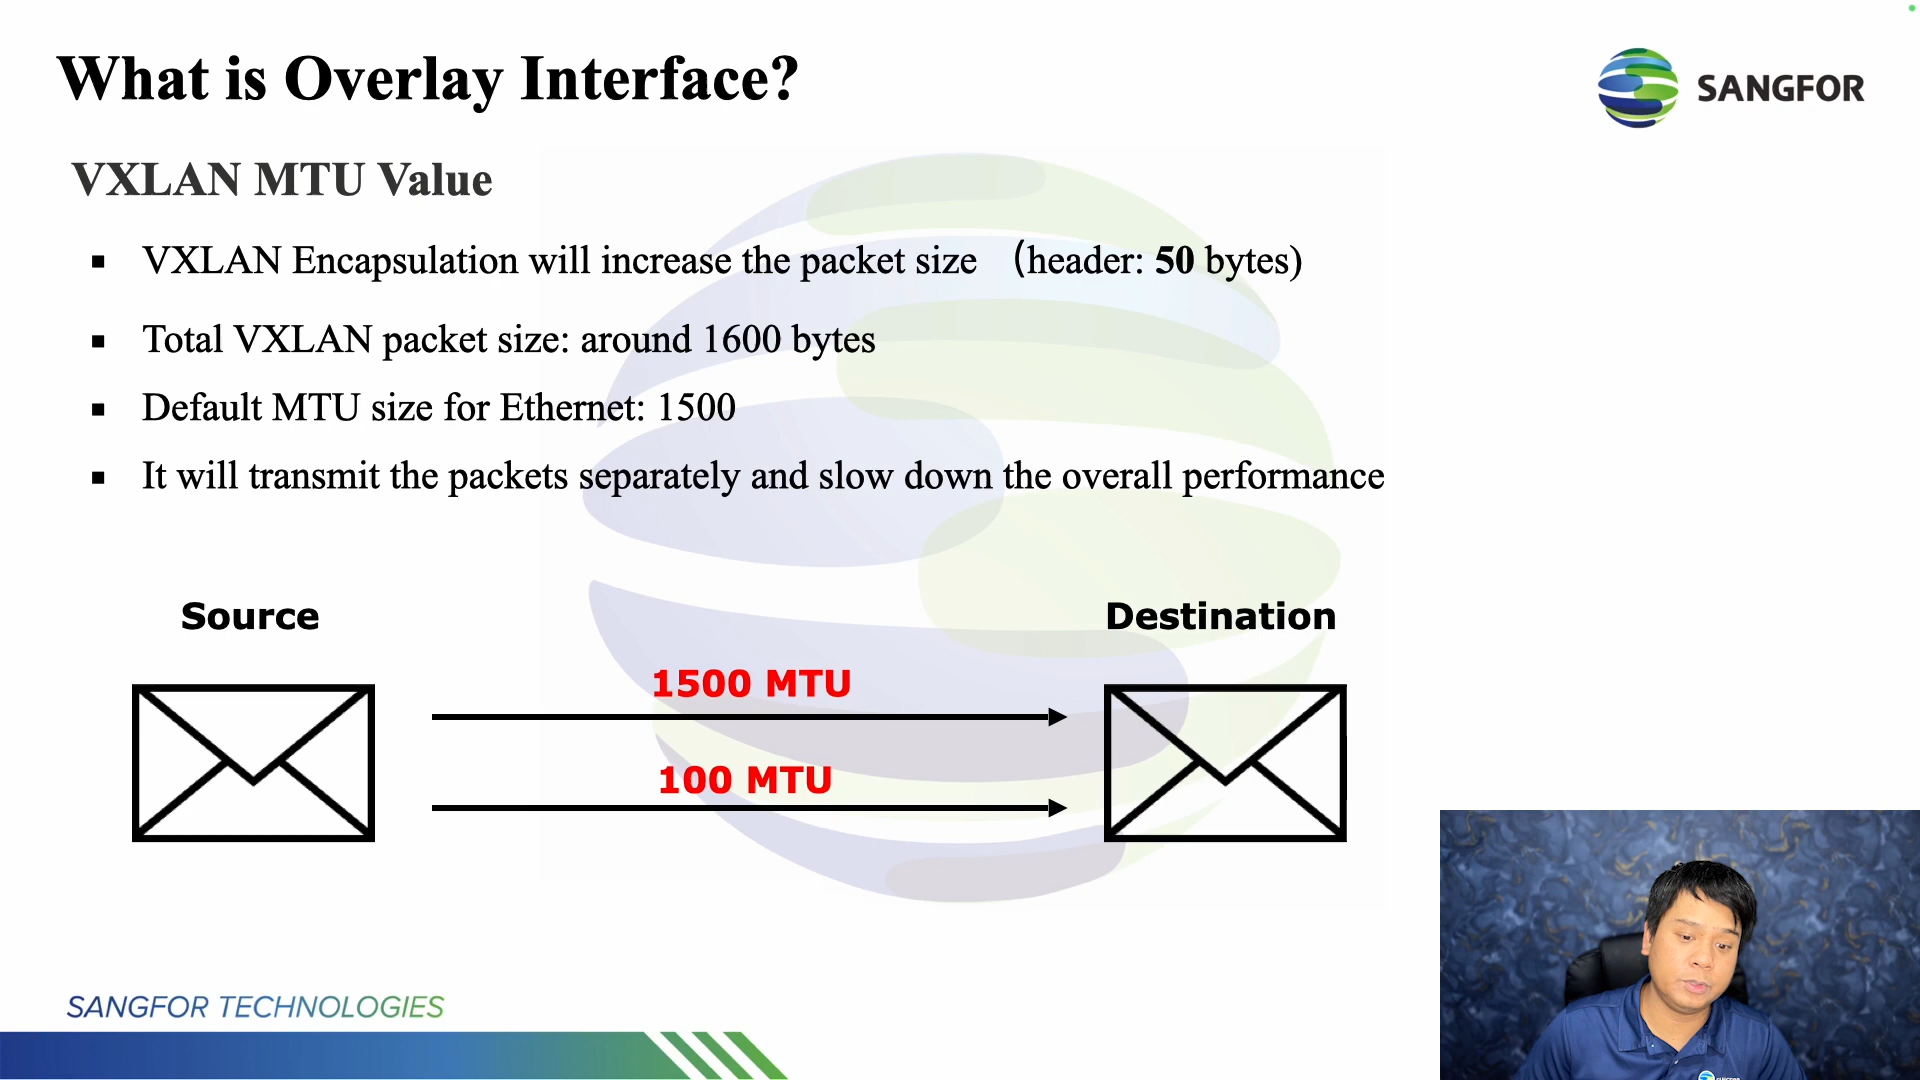 What is Overlay Interface?
SANGFOR
VXLAN MTU Value
▪ VXLAN Encapsulation will increase the packet size （header: 50 bytes)
▪ Total VXLAN packet size: around 1600 bytes
▪ Default MTU size for Ethernet: 1500
▪ It will transmit the packets separately and slow down the overall performance
Source
Destination
1500 MTU
100 MTU
SANGFOR TECHNOLOGIES